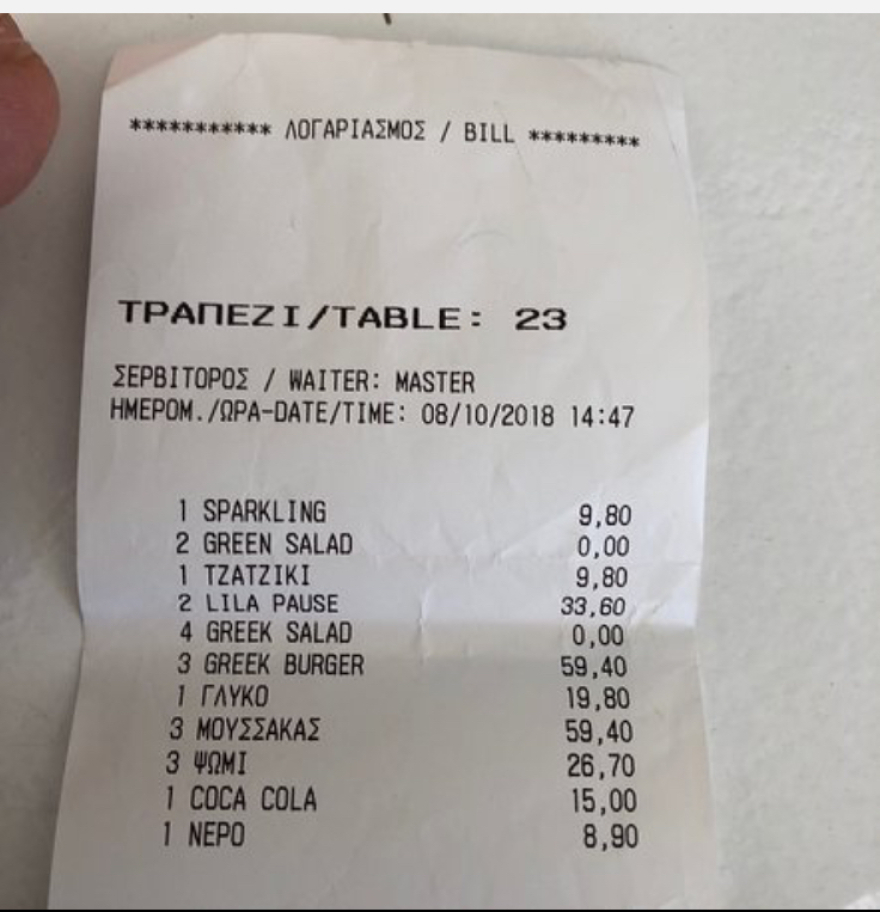 *********** ΛΟΓΑΡΙΑΣΜΟΣ / BILL *********
ΤΡΑΠΕΖΙ/TABLE: 23
ΣΕΡΒΙΤΟΡΟΣ / WAITER: MASTER
ΗΜΕΡΟΜ./ΩΡΑ-DATE/TIME: 08/10/2018 14:47
1 SPARKLING 9,80
2 GREEN SALAD 0,00
1 TZATZIKI 9,80
2 LILA PAUSE 33,60
4 GREEK SALAD 0,00
3 GREEK BURGER 59,40
1 ΓΛΥΚΟ 19,80
3 ΜΟΥΣΣΑΚΑΣ 59,40
3 ΨΩΜΙ 26,70
1 COCA COLA 15,00
1 ΝΕΡΟ 8,90